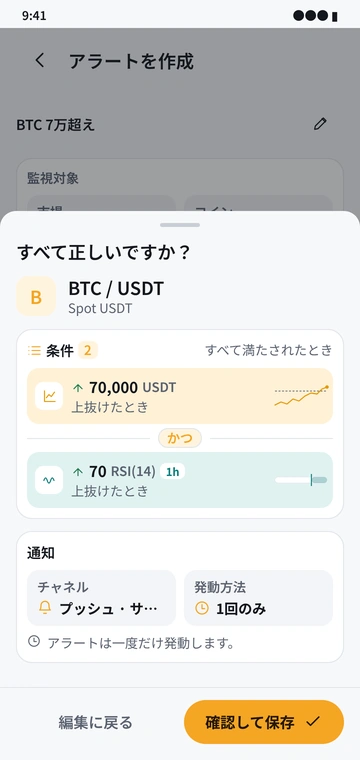 9:41
アラートを作成
BTC 7万超え
監視対象
市場 コイン
すべて正しいですか？
B
BTC / USDT
Spot USDT
条件 2 すべて満たされたとき
↑ 70,000 USDT
上抜けたとき
かつ
↑ 70 RSI(14) 1h
上抜けたとき
通知
チャネル 発動方法
プッシュ・サ… 1回のみ
アラートは一度だけ発動します。
編集に戻る 確認して保存